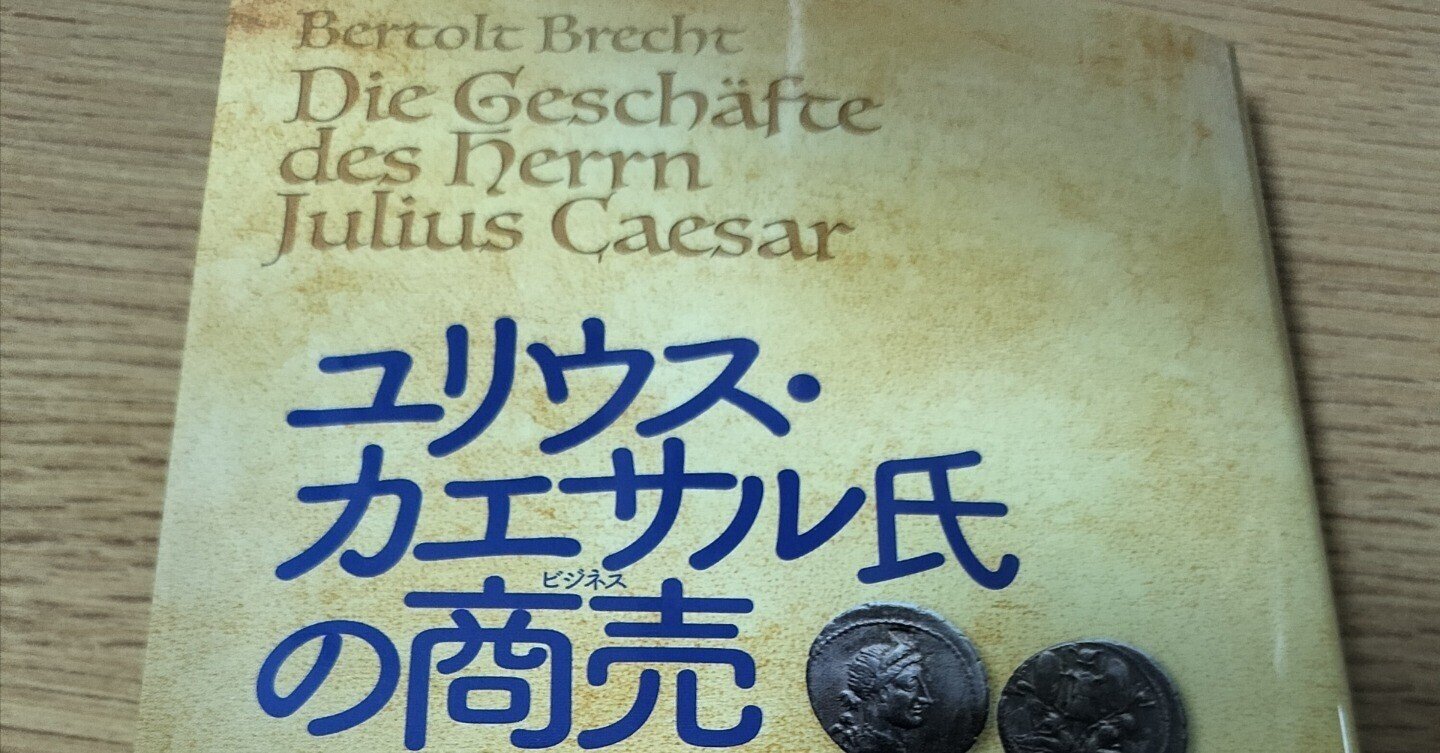 Bertolt Brecht
Die Geschäfte
des Herrn
Julius Caesar
ユリウス・
カエサル氏
ビジネス
の商売